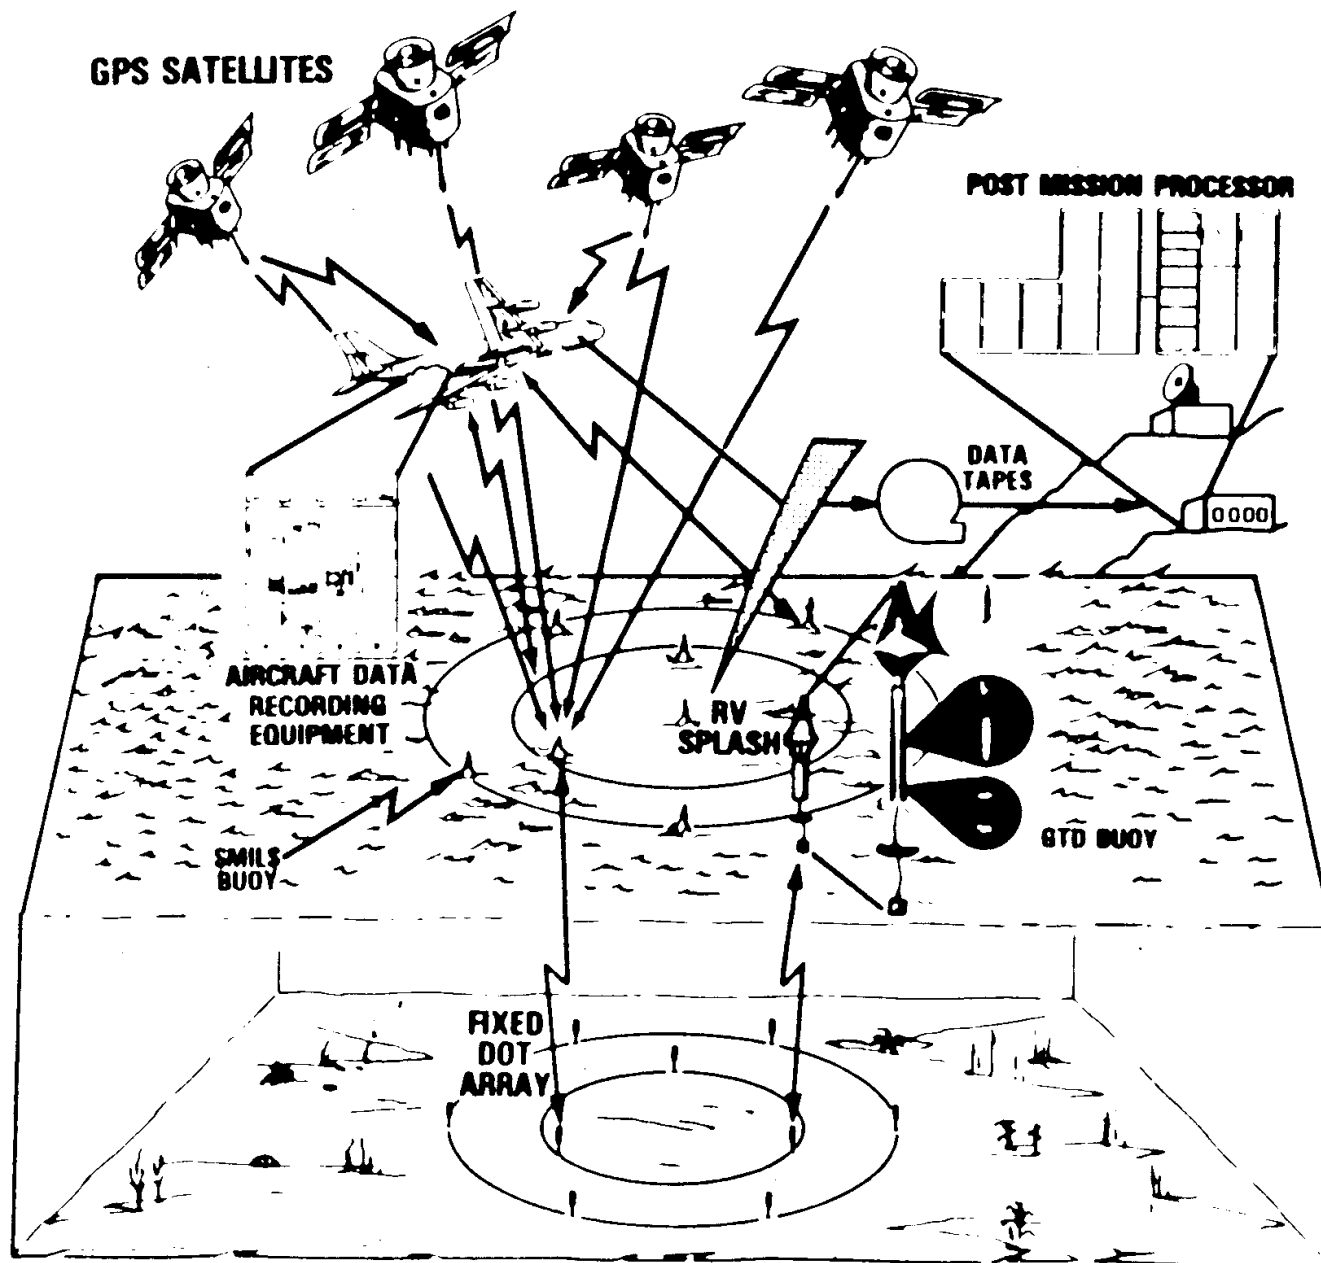 GPS SATELLITES
POST MISSION PROCESSOR
DATA
TAPES
0000
AIRCRAFT DATA
RECORDING
EQUIPMENT
RV
SPLASH
SMILS
BUOY
GTD BUOY
FIXED
DOT
ARRAY